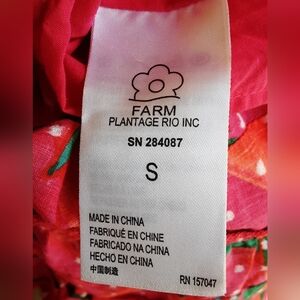 FARM
PLANTAGE RIO INC
SN 284087
S
MADE IN CHINA
FABRIQUÉ EN CHINE
FABRICADO NA CHINA
HECHO EN CHINA
中国制造
RN 157047